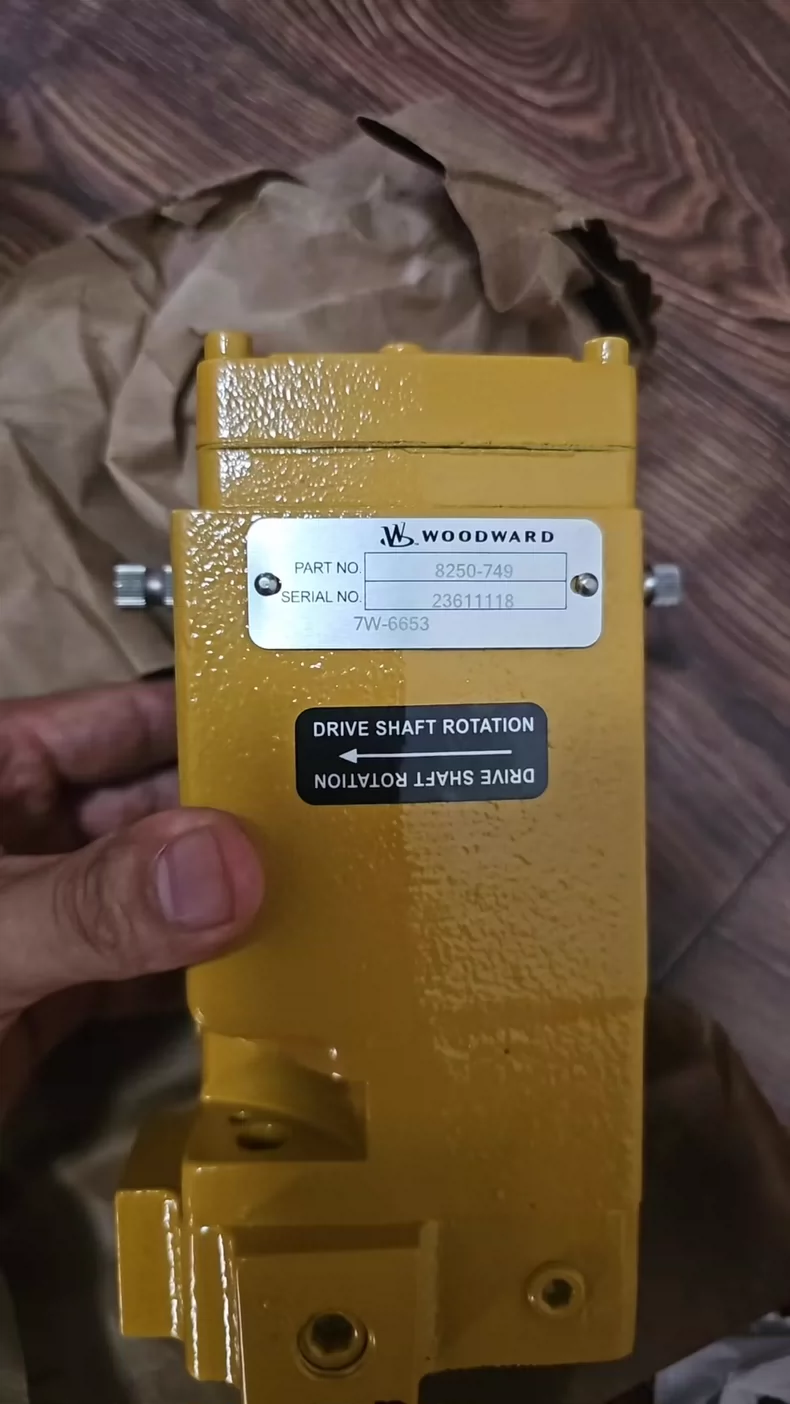 WOODWARD
PART NO. 8250-749
SERIAL NO. 23611118
7W-6653
DRIVE SHAFT ROTATION
DRIVE SHAFT ROTATION